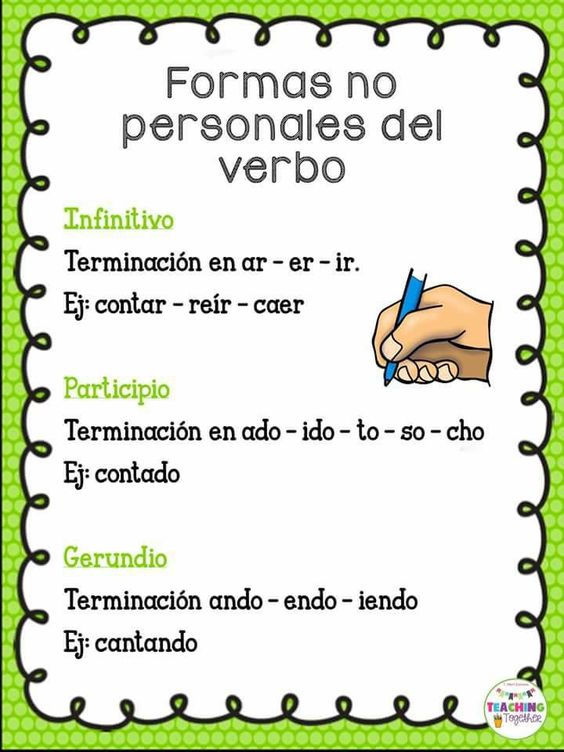 Formas no
personales del
verbo
Infinitivo
Terminación en ar - er - ir.
Ej: contar - reír - caer
Participio
Terminación en ado - ido - to - so - cho
Ej: contado
Gerundio
Terminación ando - endo - iendo
Ej: cantando
TEACHING
Together